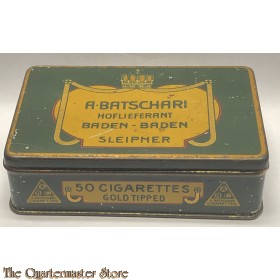 A·BATSCHARI
HOFLIEFERANT
BADEN-BADEN
SLEIPNER
50 CIGARETTES
GOLD TIPPED
The Quartermaster Store